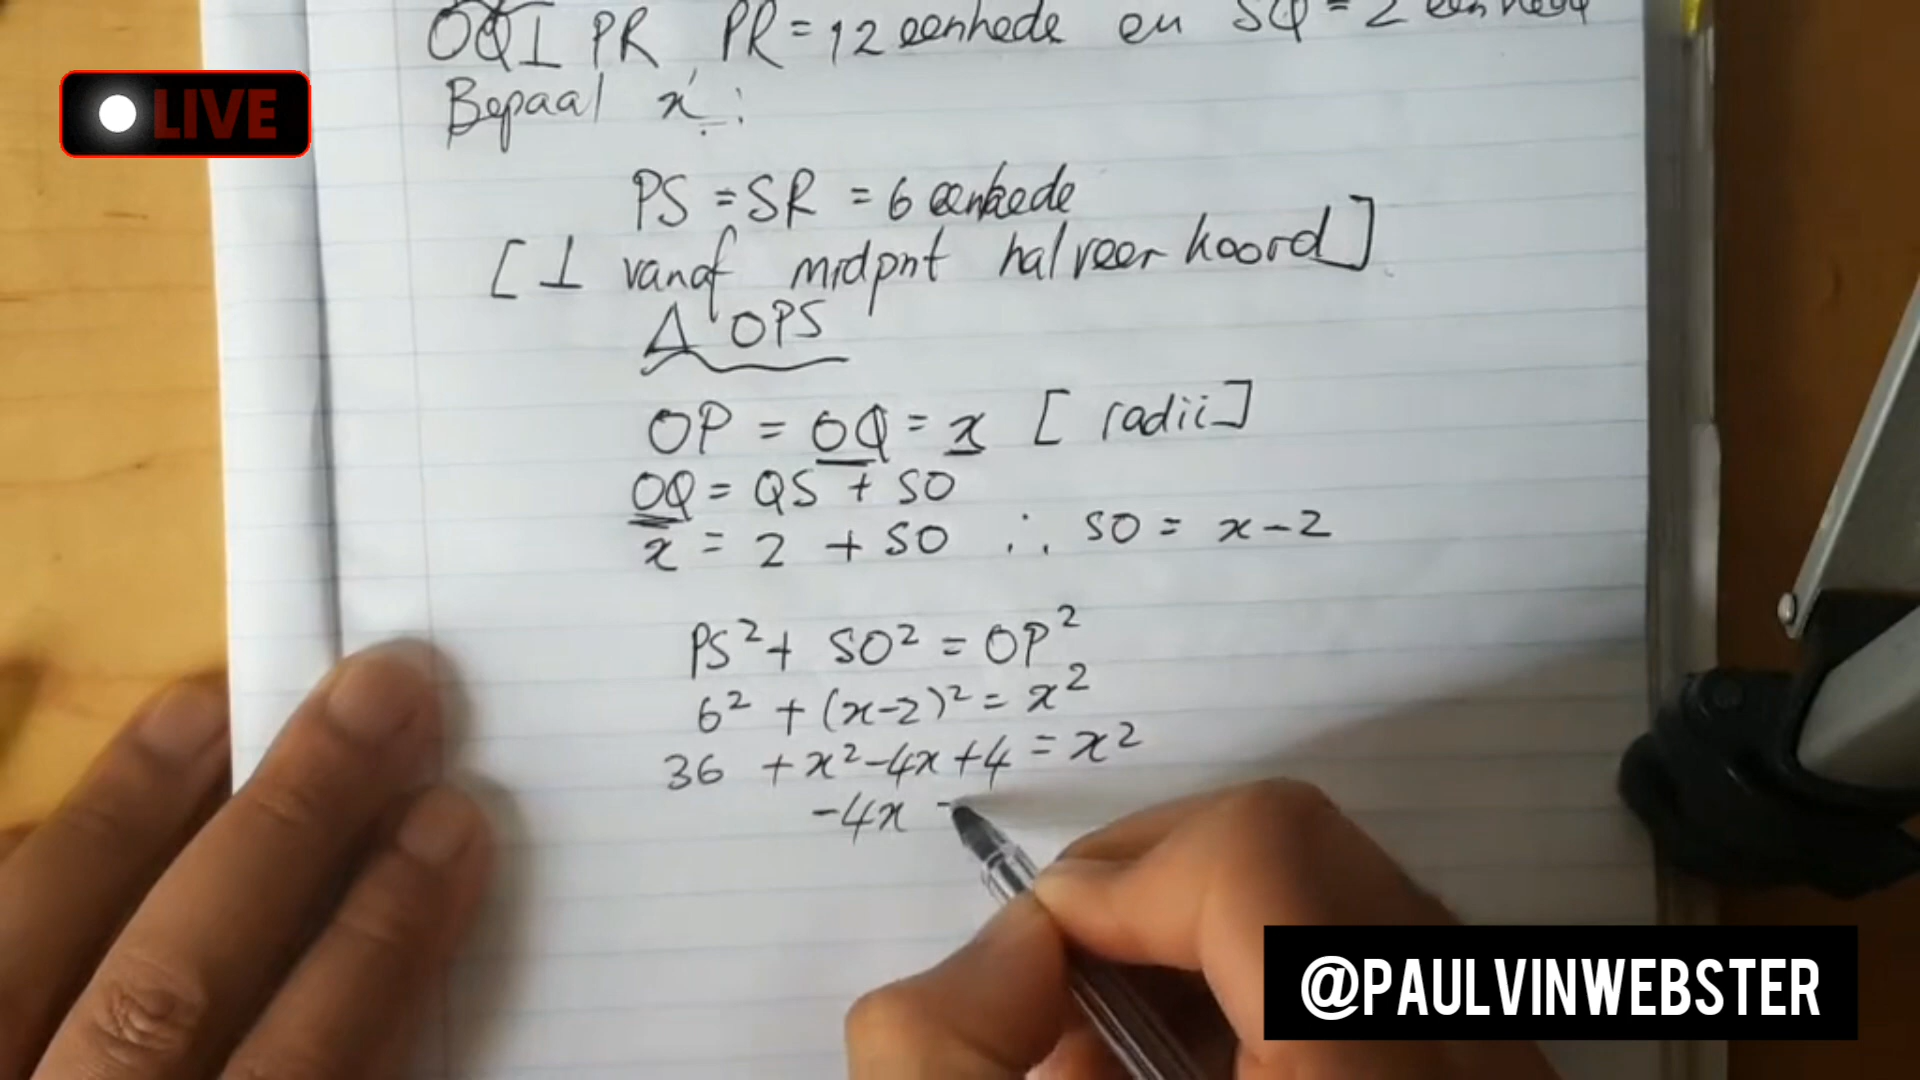 OQ⊥PR, PR = 12 eenhede en SQ = 2 eenhede
LIVE
Bepaal x :
PS = SR = 6 eenhede
[⊥ vanaf midpnt halveer koord]
Δ OPS
OP = OQ = x [radii]
OQ = QS + SO
x = 2 + SO ∴ SO = x-2
PS² + SO² = OP²
6² + (x-2)² = x²
36 + x² - 4x + 4 = x²
-4x
@PAULVINWEBSTER